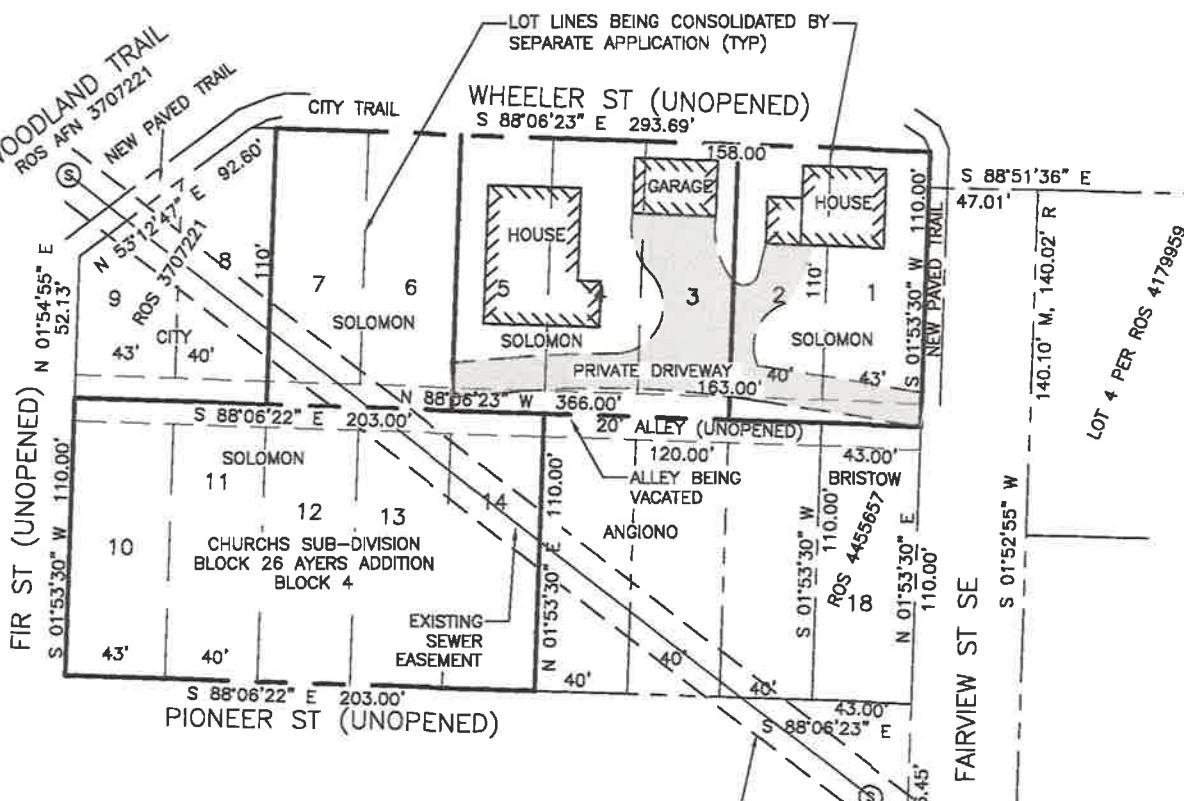 LOT LINES BEING CONSOLIDATED BY
SEPARATE APPLICATION (TYP)
WOODLAND TRAIL
ROS AFN 3707221
NEW PAVED TRAIL
CITY TRAIL
WHEELER ST (UNOPENED)
S 88°06'23" E 293.69'
158.00
92.60'
N 53°12'47" E
ROS 3707221
S
GARAGE
HOUSE
HOUSE
110.00'
S 01°53'30" W
NEW PAVED TRAIL
S 88°51'36" E
47.01'
140.10' M, 140.02' R
LOT 4 PER ROS 4179959
N 01°54'55" E
52.13'
9
8
110'
7
6
5
4
3
2
110'
1
CITY
SOLOMON
SOLOMON
SOLOMON
43'
40'
PRIVATE DRIVEWAY
163.00'
40'
43'
N 88°06'23" W 366.00'
S 88°06'22" E 203.00'
20' ALLEY (UNOPENED)
120.00'
43.00'
ALLEY BEING
VACATED
BRISTOW
FIR ST (UNOPENED)
S 01°53'30" W 110.00'
SOLOMON
10
11
12
13
14
CHURCHS SUB-DIVISION
BLOCK 26 AYERS ADDITION
BLOCK 4
110.00'
N 01°53'30" E
ANGIONO
S 01°53'30" W
110.00'
ROS 4455657
18
N 01°53'30" E
110.00'
S 01°52'55" W
EXISTING
SEWER
EASEMENT
43'
40'
40'
40'
40'
43.00'
S 88°06'22" E 203.00'
PIONEER ST (UNOPENED)
S 88°06'23" E
FAIRVIEW ST SE
S